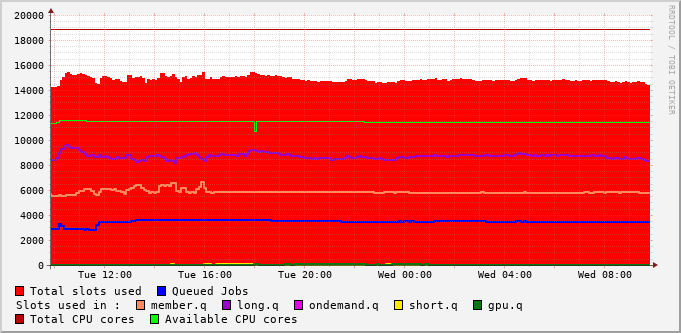 20000
18000
16000
14000
12000
10000
8000
6000
4000
2000
0
Tue 12:00 Tue 16:00 Tue 20:00 Wed 00:00 Wed 04:00 Wed 08:00
RRDTOOL / TOBI OETIKER
Total slots used Queued Jobs
Slots used in : member.q long.q ondemand.q short.q gpu.q
Total CPU cores Available CPU cores